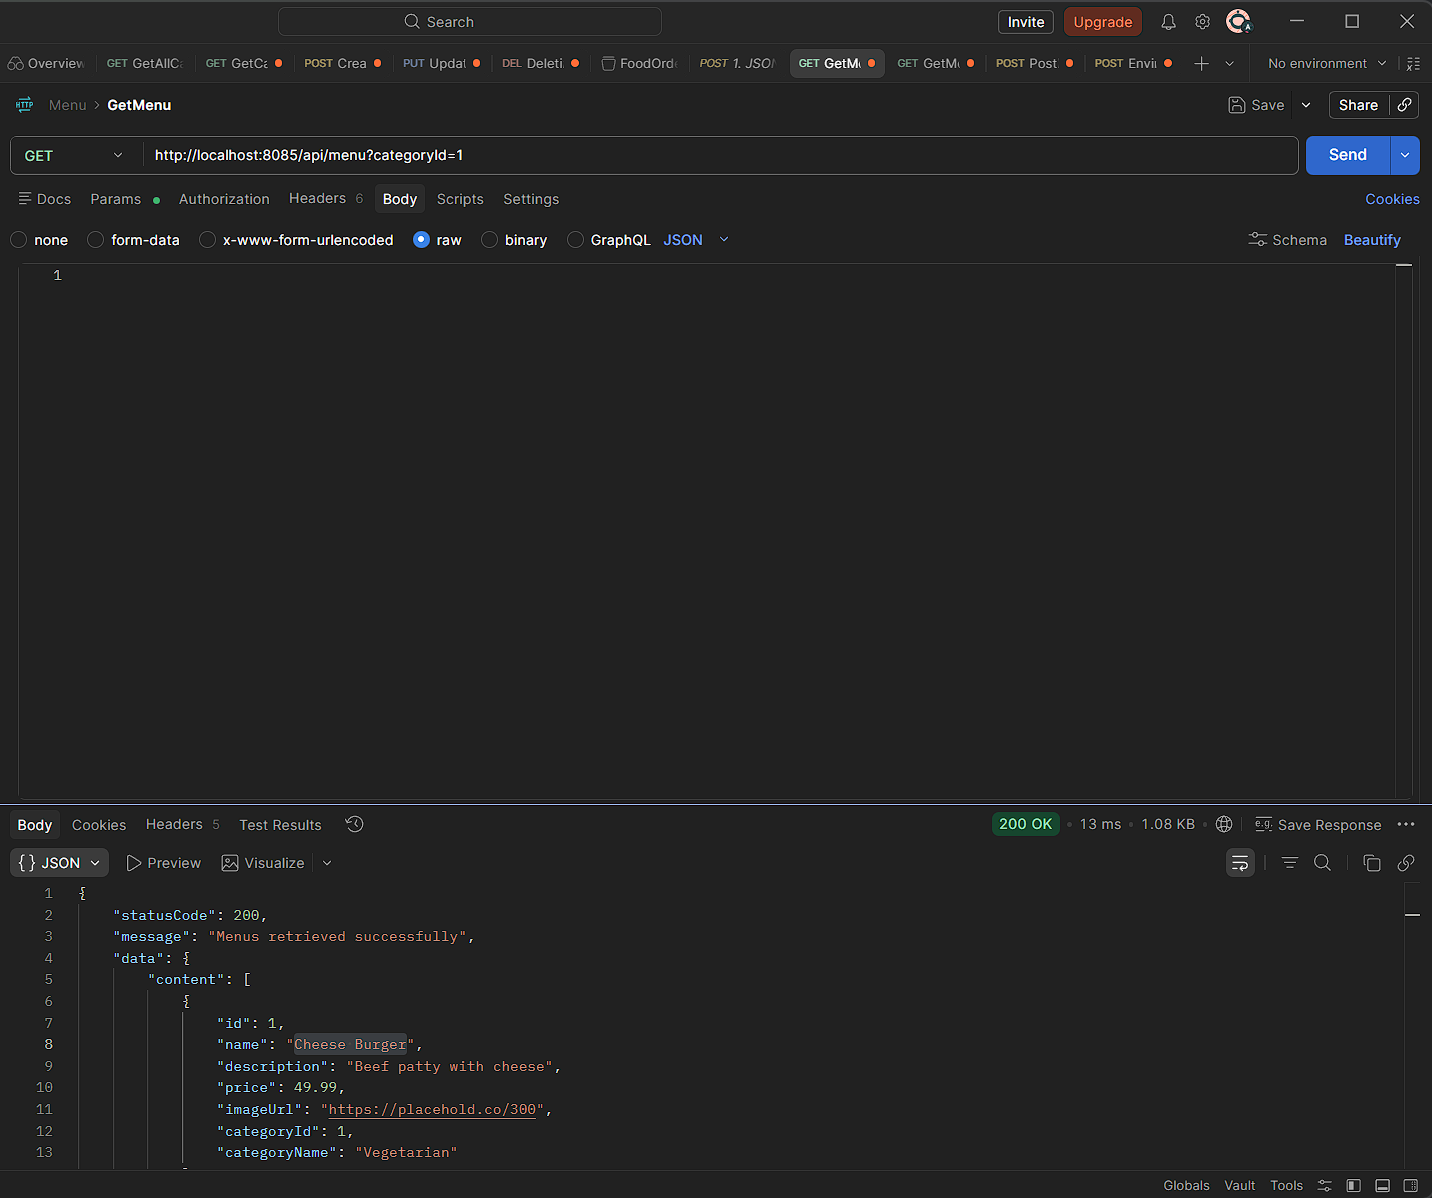 Search
Invite
Upgrade
Overview
GET GetAllC
GET GetCa
POST Crea
PUT Updat
DEL Deleti
FoodOrde
POST 1. JSON
GET GetM
GET GetM
POST Post
POST Envi
No environment
HTTP Menu > GetMenu
Save
Share
GET
http://localhost:8085/api/menu?categoryId=1
Send
Docs Params Authorization Headers 6 Body Scripts Settings
Cookies
none form-data x-www-form-urlencoded raw binary GraphQL JSON
Schema Beautify
1
Body Cookies Headers 5 Test Results
200 OK • 13 ms • 1.08 KB • e.g. Save Response
{} JSON Preview Visualize
1 {
2 "statusCode": 200,
3 "message": "Menus retrieved successfully",
4 "data": {
5 "content": [
6 {
7 "id": 1,
8 "name": "Cheese Burger",
9 "description": "Beef patty with cheese",
10 "price": 49.99,
11 "imageUrl": "https://placehold.co/300",
12 "categoryId": 1,
13 "categoryName": "Vegetarian"
Globals Vault Tools